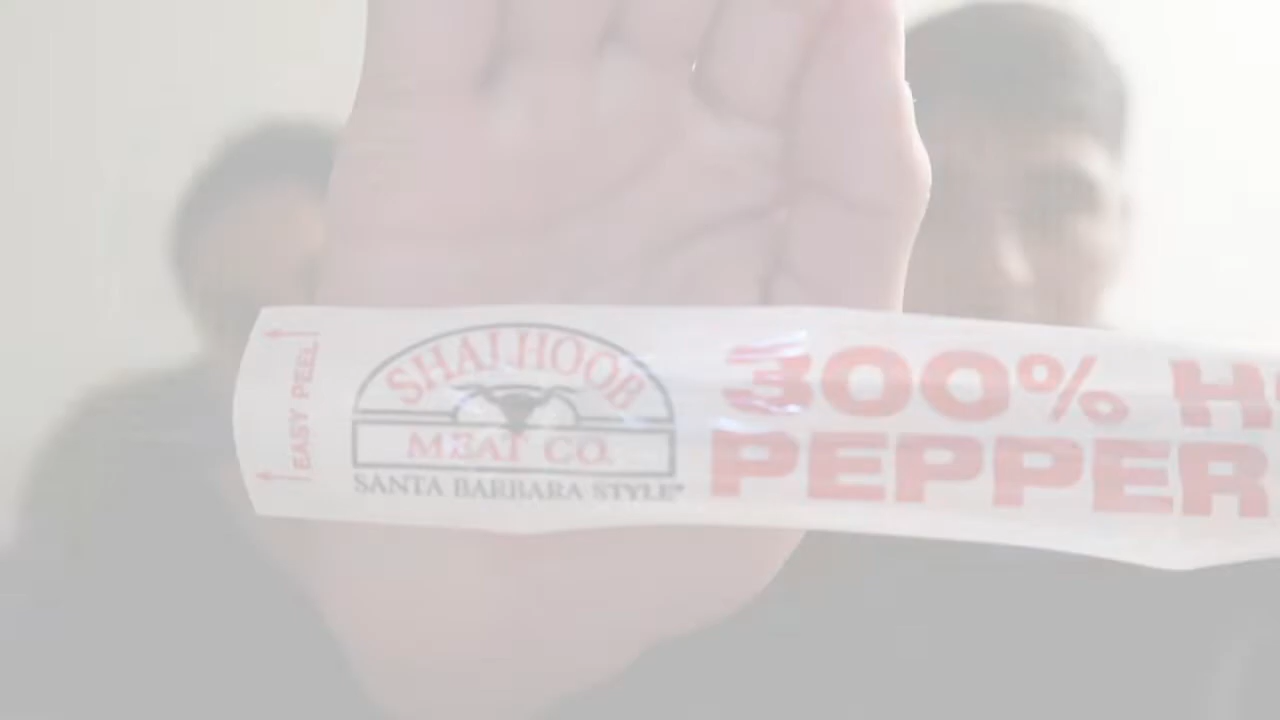 EASY PEEL
SHALHOOB
MEAT CO.
SANTA BARBARA STYLE®
300%
PEPPER